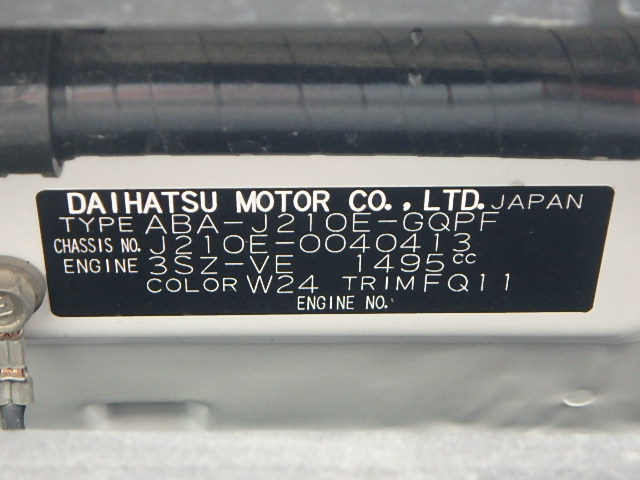 DAIHATSU MOTOR CO., LTD. JAPAN
TYPE ABA-J210E-GQPF
CHASSIS NO. J210E-0040413
ENGINE 3SZ-VE 1495cc
COLOR W24 TRIM FQ11
ENGINE NO.